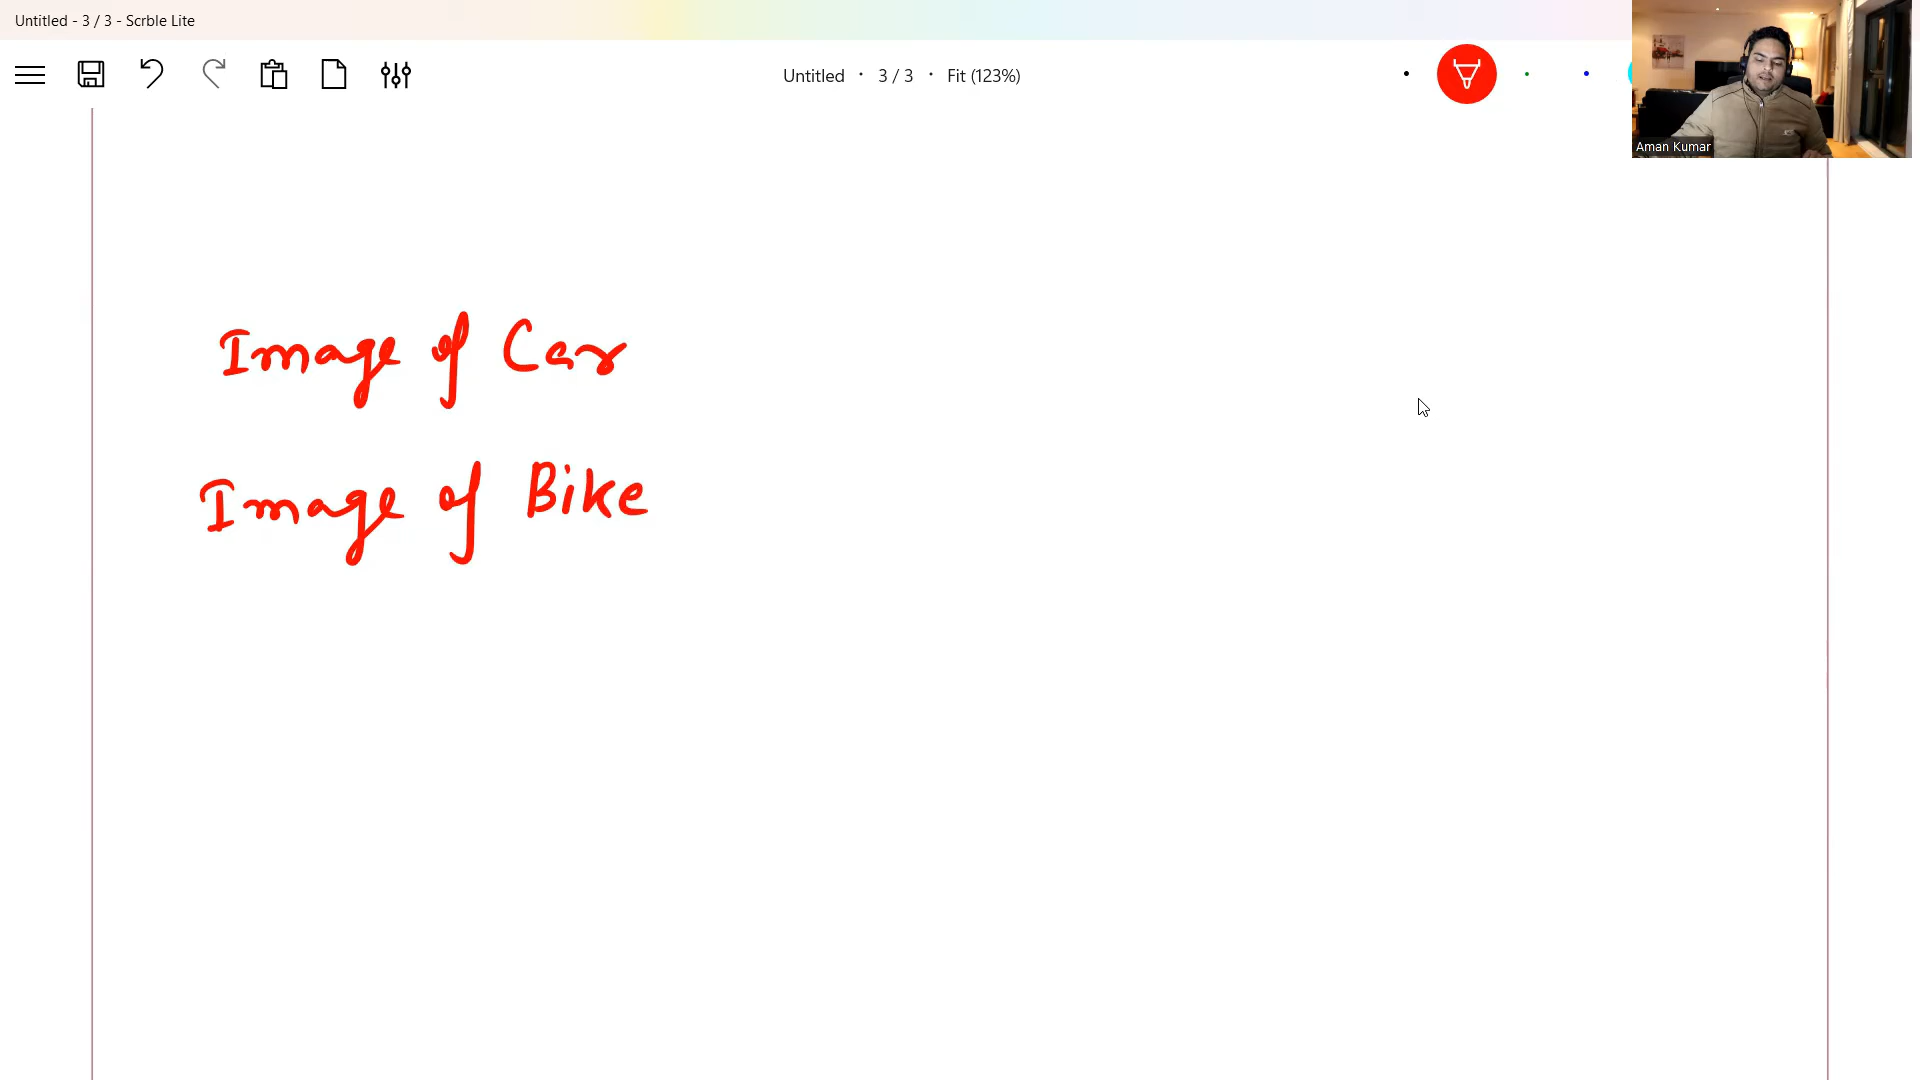 Untitled - 3 / 3 - Scrble Lite
Untitled • 3 / 3 • Fit (123%)
Aman Kumar
Image of Car
Image of Bike